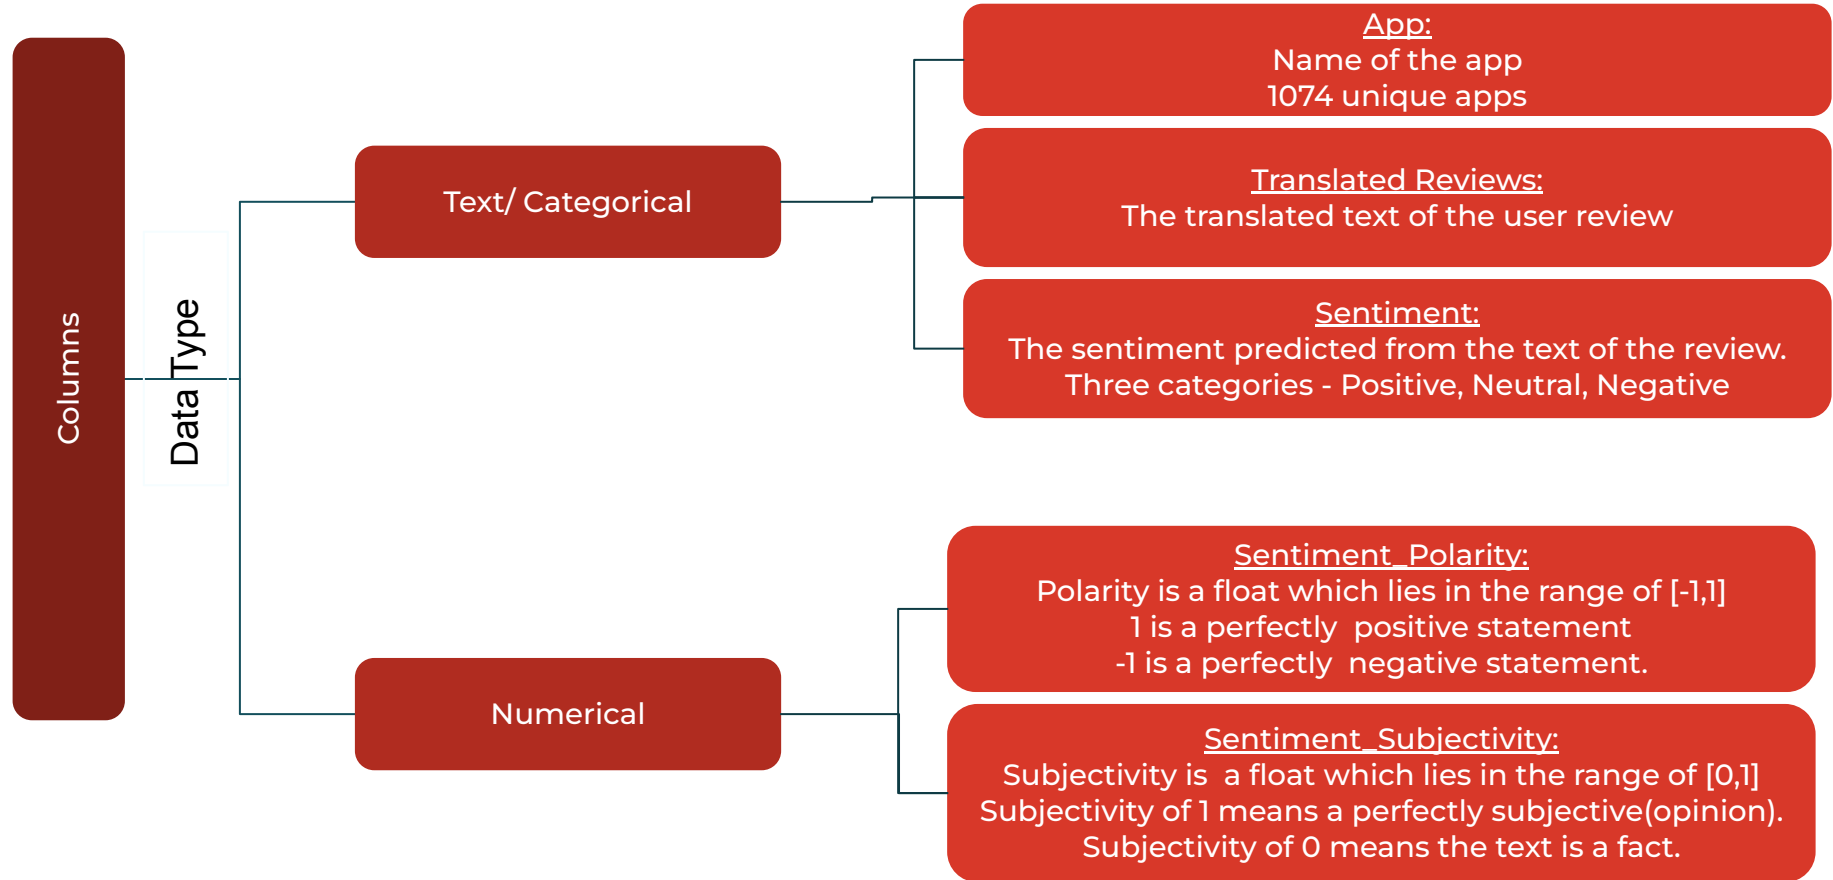 Columns
Data Type
Text/ Categorical
App:
Name of the app
1074 unique apps
Translated Reviews:
The translated text of the user review
Sentiment:
The sentiment predicted from the text of the review.
Three categories - Positive, Neutral, Negative
Numerical
Sentiment_Polarity:
Polarity is a float which lies in the range of [-1,1]
1 is a perfectly  positive statement
-1 is a perfectly  negative statement.
Sentiment_Subjectivity:
Subjectivity is  a float which lies in the range of [0,1]
Subjectivity of 1 means a perfectly subjective(opinion).
Subjectivity of 0 means the text is a fact.